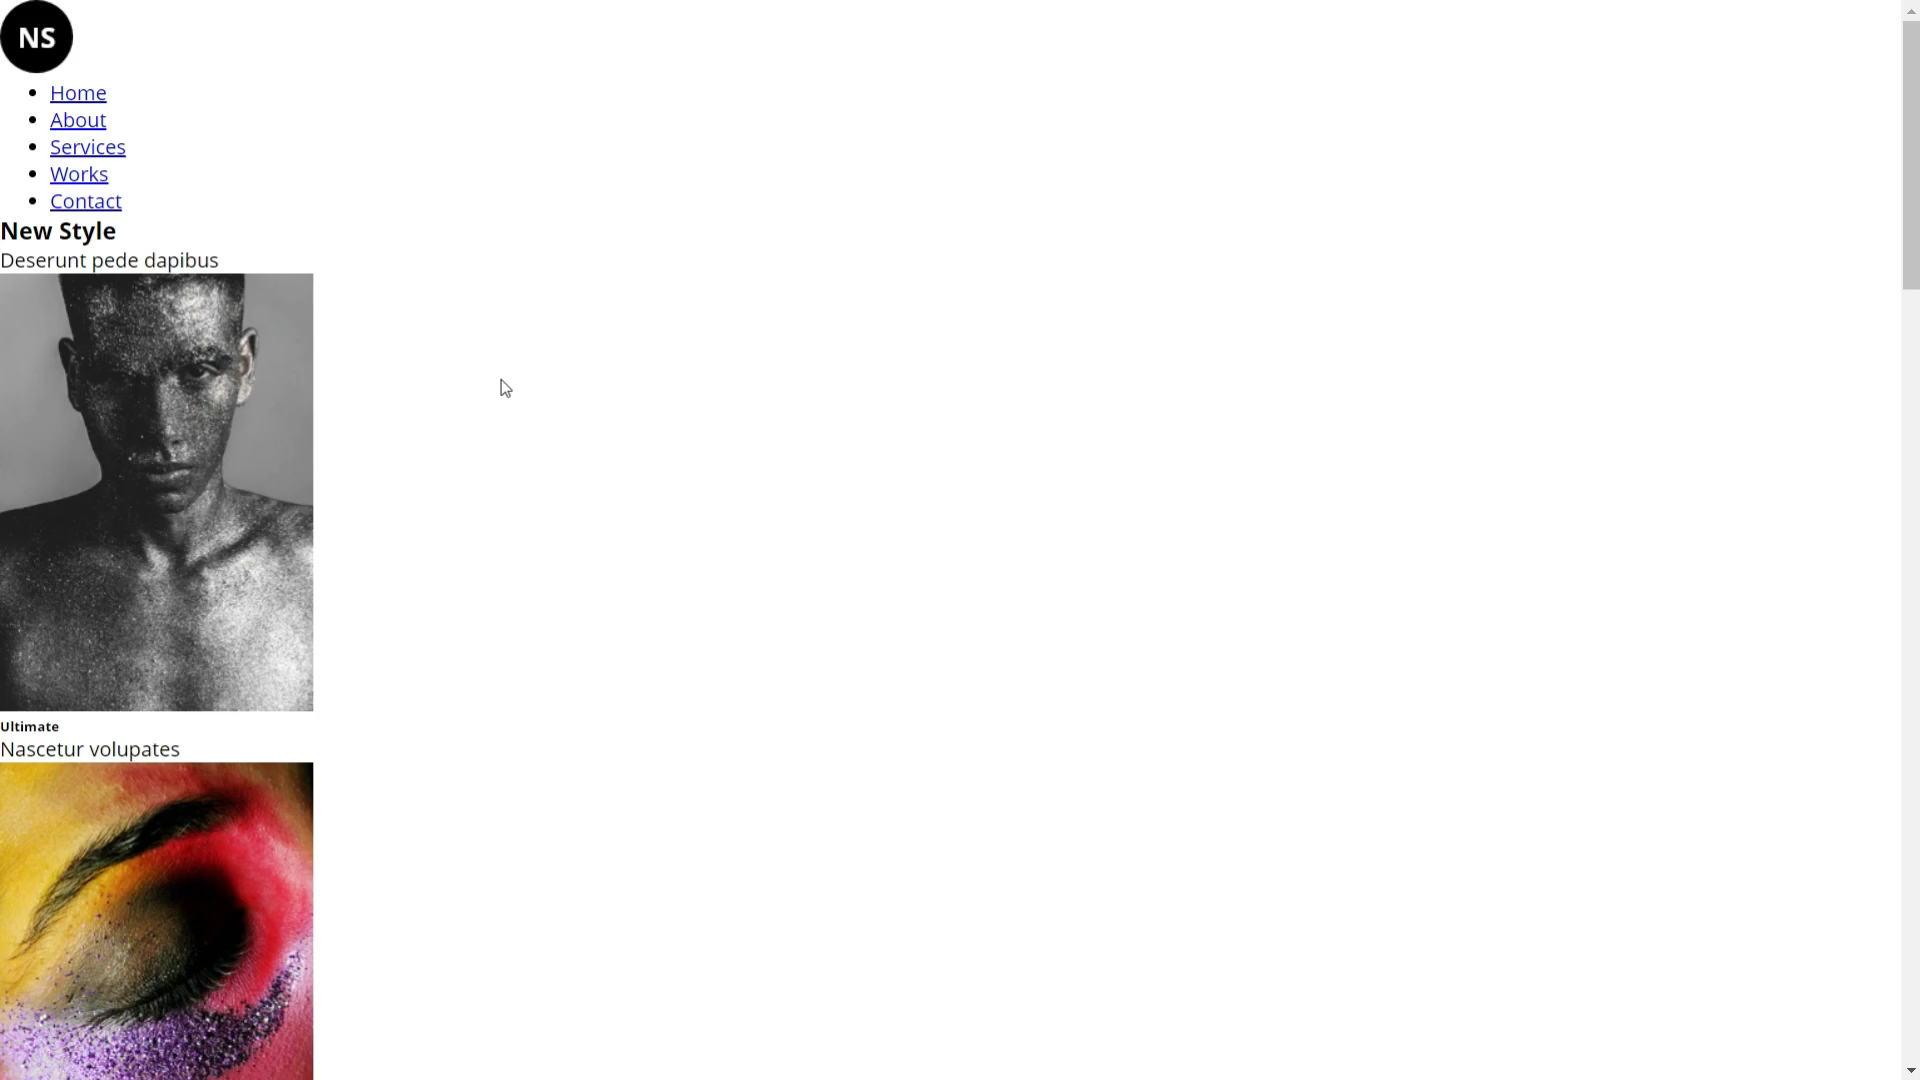 NS
Home
About
Services
Works
Contact
New Style
Deserunt pede dapibus
Ultimate
Nascetur volupates